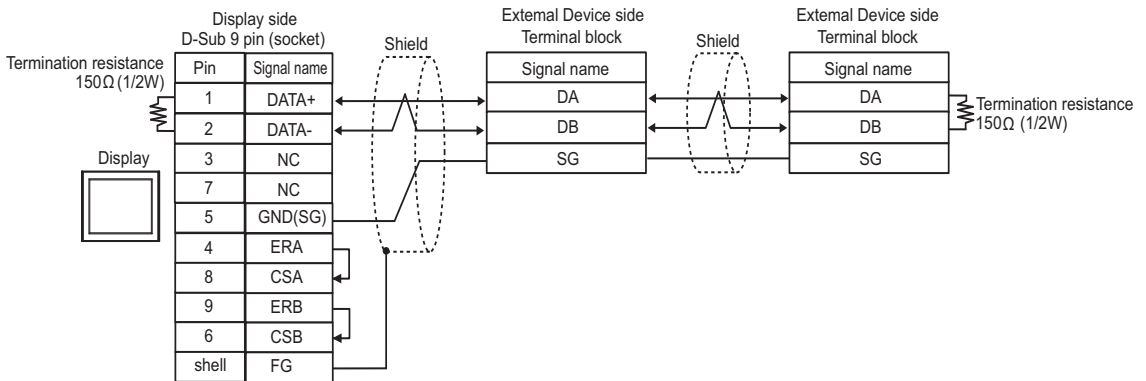 Display side
D-Sub 9 pin (socket)
Termination resistance
150Ω (1/2W)
Pin Signal name
1 DATA+
2 DATA-
3 NC
7 NC
5 GND(SG)
4 ERA
8 CSA
9 ERB
6 CSB
shell FG
Display
Shield
External Device side
Terminal block
Signal name
DA
DB
SG
Shield
External Device side
Terminal block
Signal name
DA
DB
SG
Termination resistance
150Ω (1/2W)